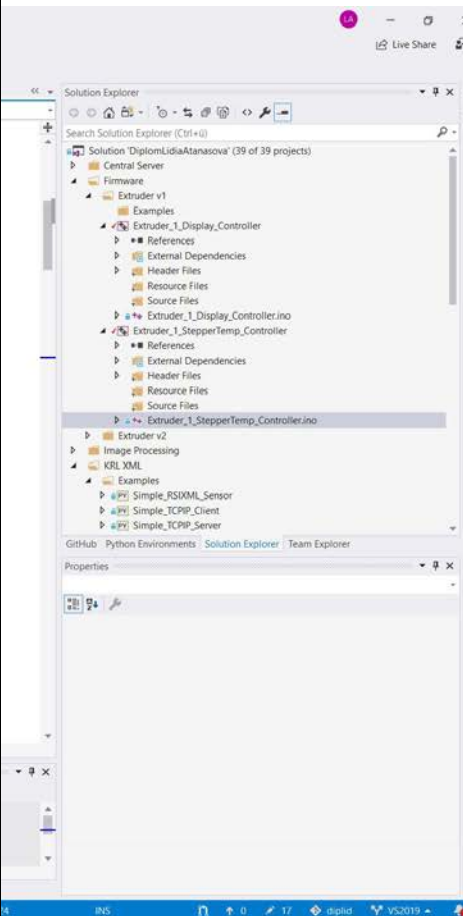 LA
Live Share
Solution Explorer
Search Solution Explorer (Ctrl+ü)
Solution 'DiplomLidiaAtanasova' (39 of 39 projects)
Central Server
Firmware
Extruder v1
Examples
Extruder_1_Display_Controller
References
External Dependencies
Header Files
Resource Files
Source Files
Extruder_1_Display_Controller.ino
Extruder_1_StepperTemp_Controller
References
External Dependencies
Header Files
Resource Files
Source Files
Extruder_1_StepperTemp_Controller.ino
Extruder v2
Image Processing
KRL XML
Examples
PY Simple_RSIXML_Sensor
PY Simple_TCPIP_Client
PY Simple_TCPIP_Server
GitHub Python Environments Solution Explorer Team Explorer
Properties
INS 0 17 diplid VS2019